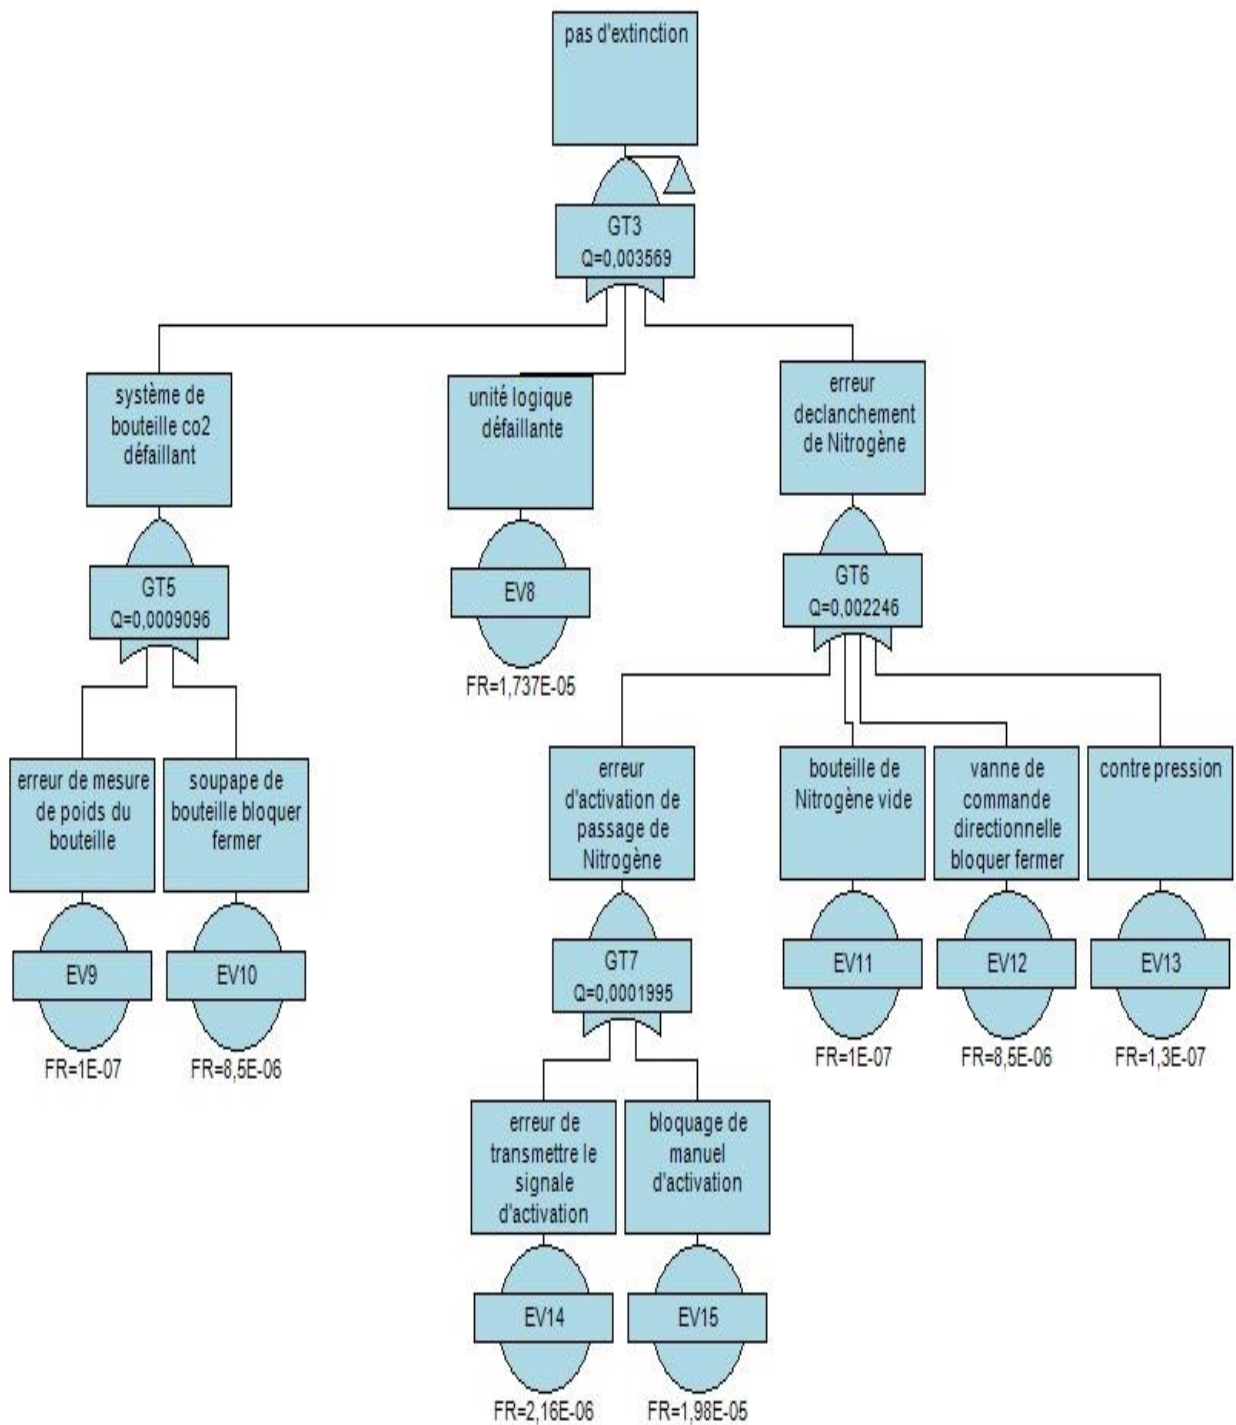 pas d'extinction
GT3
Q=0,003569
système de
bouteille co2
défaillant
GT5
Q=0,0009096
unité logique
défaillante
EV8
FR=1,737E-05
erreur
declanchement
de Nitrogène
GT6
Q=0,002246
erreur de mesure
de poids du
bouteille
EV9
FR=1E-07
soupape de
bouteille bloquer
fermer
EV10
FR=8,5E-06
erreur
d'activation de
passage de
Nitrogène
GT7
Q=0,0001995
bouteille de
Nitrogène vide
EV11
FR=1E-07
vanne de
commande
directionnelle
bloquer fermer
EV12
FR=8,5E-06
contre pression
EV13
FR=1,3E-07
erreur de
transmettre le
signale
d'activation
EV14
FR=2,16E-06
bloquage de
manuel
d'activation
EV15
FR=1,98E-05